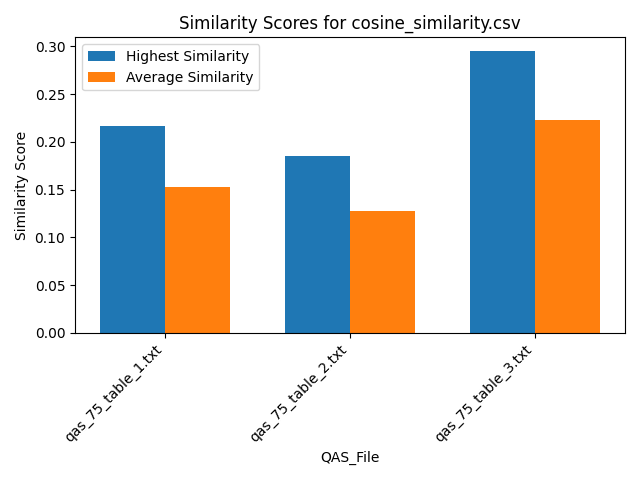 Similarity Scores for cosine_similarity.csv
Highest Similarity
Average Similarity
Similarity Score
0.30
0.25
0.20
0.15
0.10
0.05
0.00
qas_75_table_1.txt
qas_75_table_2.txt
qas_75_table_3.txt
QAS_File